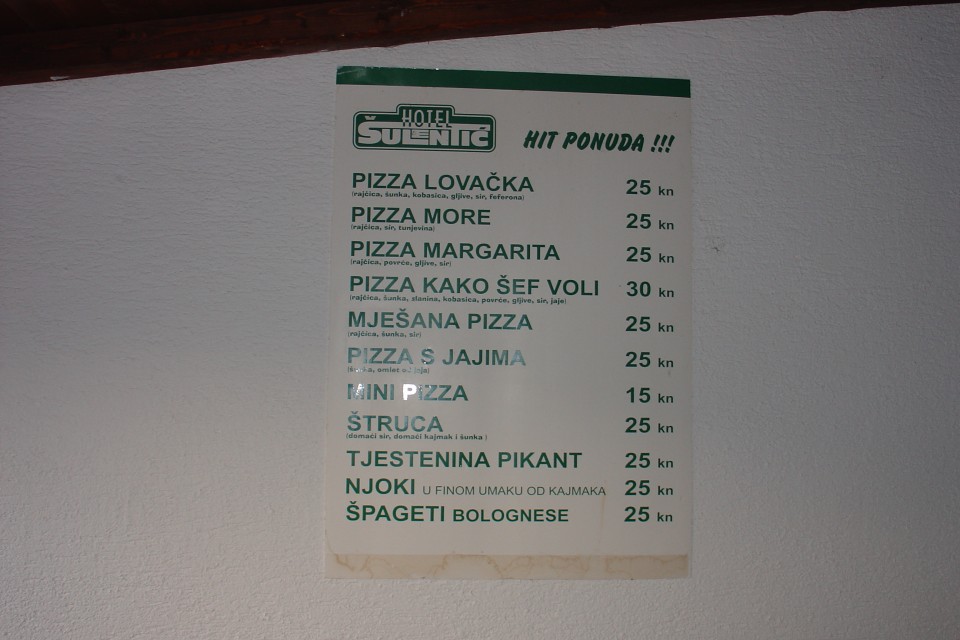 HOTEL
ŠULENTIĆ
HIT PONUDA !!!
PIZZA LOVAČKA 25 kn
(rajčica, šunka, kobasica, gljive, sir, feferona)
PIZZA MORE 25 kn
(rajčica, sir, tunjevina)
PIZZA MARGARITA 25 kn
(rajčica, povrće, gljive, sir)
PIZZA KAKO ŠEF VOLI 30 kn
(rajčica, šunka, slanina, kobasica, povrće, gljive, sir, jaje)
MJEŠANA PIZZA 25 kn
(rajčica, šunka, sir)
PIZZA S JAJIMA 25 kn
(šunka, omlet od jaja)
MINI PIZZA 15 kn
ŠTRUCA 25 kn
(domaći sir, domaći kajmak i šunka )
TJESTENINA PIKANT 25 kn
NJOKI U FINOM UMAKU OD KAJMAKA 25 kn
ŠPAGETI BOLOGNESE 25 kn